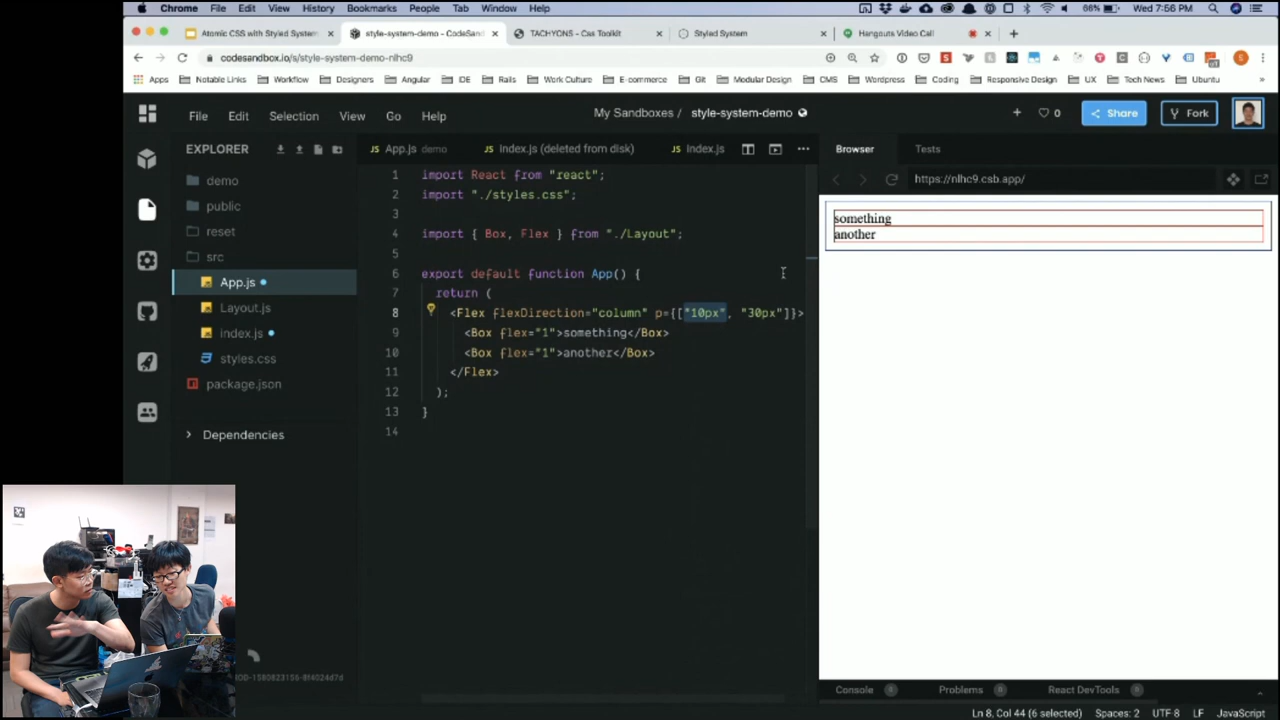 Chrome File Edit View History Bookmarks People Tab Window Help 66% Wed 7:56 PM
Atomic CSS with Styled System style-system-demo - CodeSand TACHYONS - Css Toolkit Styled System Hangouts Video Call
codesandbox.io/s/style-system-demo-nlhc9
Apps Notable Links Workflow Designers Angular IDE Rails Work Culture E-commerce Git Modular Design CMS Wordpress Coding Responsive Design UX Tech News Ubuntu
File Edit Selection View Go Help My Sandboxes / style-system-demo 0 Share Fork
EXPLORER App.js demo Index.js (deleted from disk) Index.js Browser Tests
https://nlhc9.csb.app/
demo
public
reset
src
App.js
Layout.js
index.js
styles.css
package.json
Dependencies
1 import React from "react";
2 import "./styles.css";
3
4 import { Box, Flex } from "./Layout";
5
6 export default function App() {
7 return (
8 <Flex flexDirection="column" p={["10px", "30px"]}>
9 <Box flex="1">something</Box>
10 <Box flex="1">another</Box>
11 </Flex>
12 );
13 }
14
something
another
Console 0 Problems 0 React DevTools 0
Ln 8, Col 44 (6 selected) Spaces: 2 UTF-8 LF JavaScript